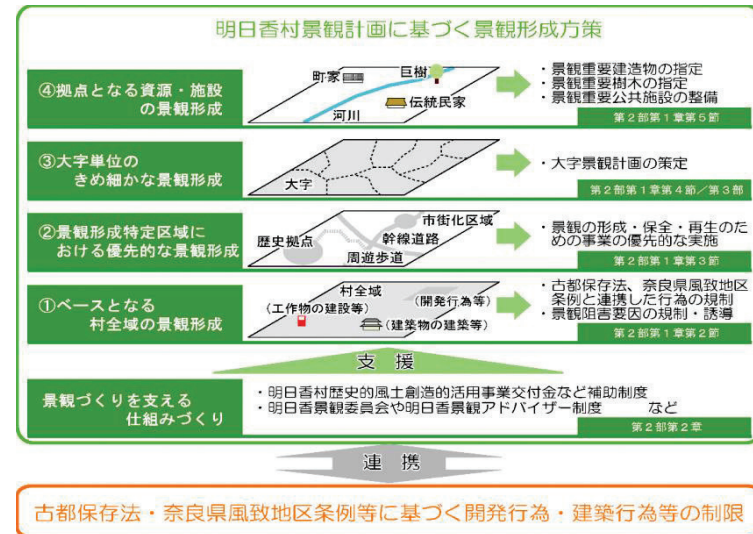 明日香村景観計画に基づく景観形成方策
④拠点となる資源・施設
の景観形成
町家
巨樹
伝統民家
河川
・景観重要建造物の指定
・景観重要樹木の指定
・景観重要公共施設の整備
第2部第1章第5節
③大字単位の
きめ細かな景観形成
大字
・大字景観計画の策定
第2部第1章第4節／第3部
②景観形成特定区域に
おける優先的な景観形成
市街化区域
歴史拠点
幹線道路
周遊歩道
・景観の形成・保全・再生のた
めの事業の優先的な実施
第2部第1章第3節
①ベースとなる
村全域の景観形成
村全域
(開発行為等)
(工作物の建設等)
(建築物の建築等)
・古都保存法、奈良県風致地区
条例と連携した行為の規制
・景観阻害要因の規制・誘導
第2部第1章第2節
支 援
景観づくりを支える
仕組みづくり
・明日香村歴史的風土創造的活用事業交付金など補助制度
・明日香景観委員会や明日香景観アドバイザー制度 など
第2部第2章
連 携
古都保存法・奈良県風致地区条例等に基づく開発行為・建築行為等の制限